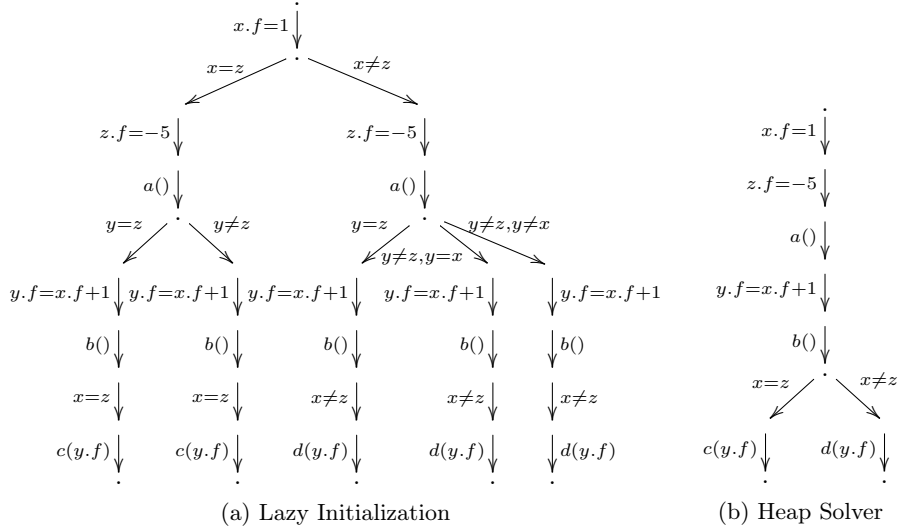 x.f=1
x=z x≠z
x.f=1
z.f=−5 z.f=−5
z.f=−5
a() a()
a()
y=z y≠z y=z y≠z,y≠x
y≠z,y=x
y.f=x.f+1 y.f=x.f+1 y.f=x.f+1 y.f=x.f+1 y.f=x.f+1
y.f=x.f+1
b() b() b() b() b()
b()
x=z x=z x≠z x≠z x≠z
x=z x≠z
c(y.f) c(y.f) d(y.f) d(y.f) d(y.f)
c(y.f) d(y.f)
(a) Lazy Initialization
(b) Heap Solver